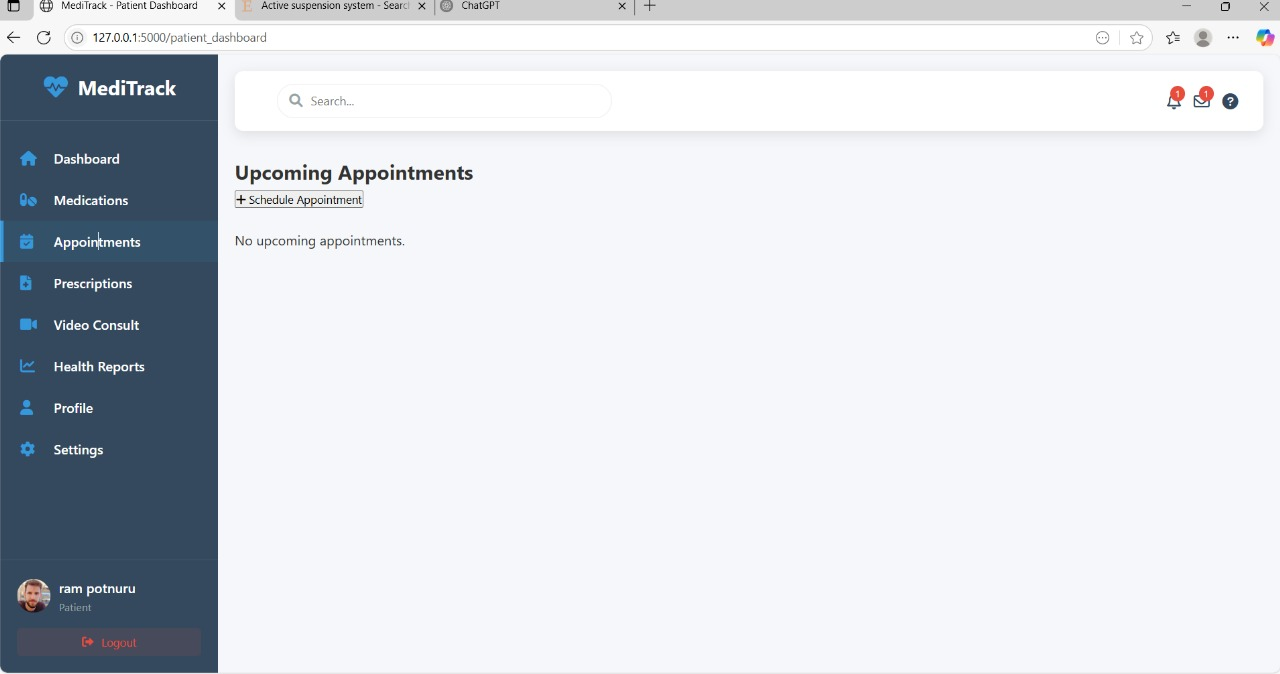 MediTrack - Patient Dashboard
Active suspension system - Searc
ChatGPT
127.0.0.1:5000/patient_dashboard
MediTrack
Search...
1
1
?
Dashboard
Medications
Appointments
Prescriptions
Video Consult
Health Reports
Profile
Settings
Upcoming Appointments
+ Schedule Appointment
No upcoming appointments.
ram potnuru
Patient
Logout